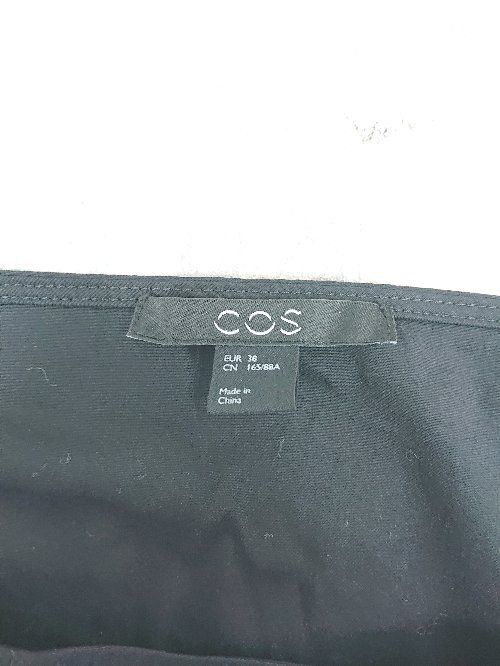 COS
EUR 38
CN 165/88A
Made in
China